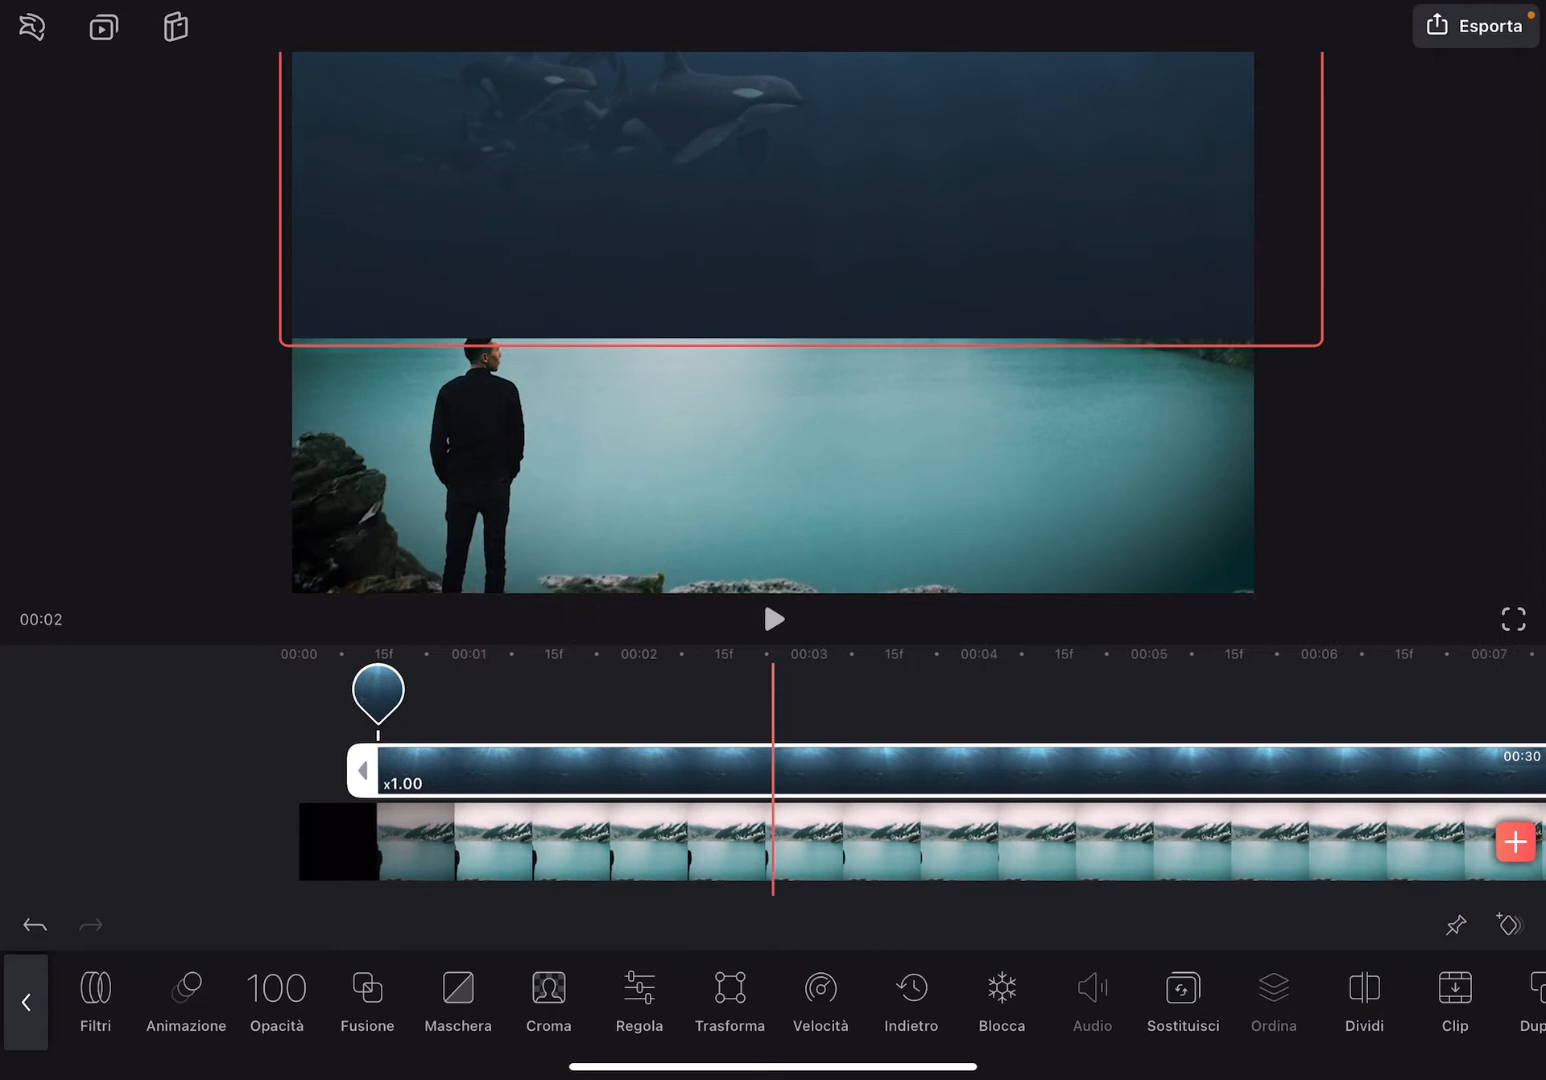 Esporta
00:02
00:00 15f 00:01 15f 00:02 15f 00:03 15f 00:04 15f 00:05 15f 00:06 15f 00:07
00:30
x1.00
100
Filtri Animazione Opacità Fusione Maschera Croma Regola Trasforma Velocità Indietro Blocca Audio Sostituisci Ordina Dividi Clip Dup